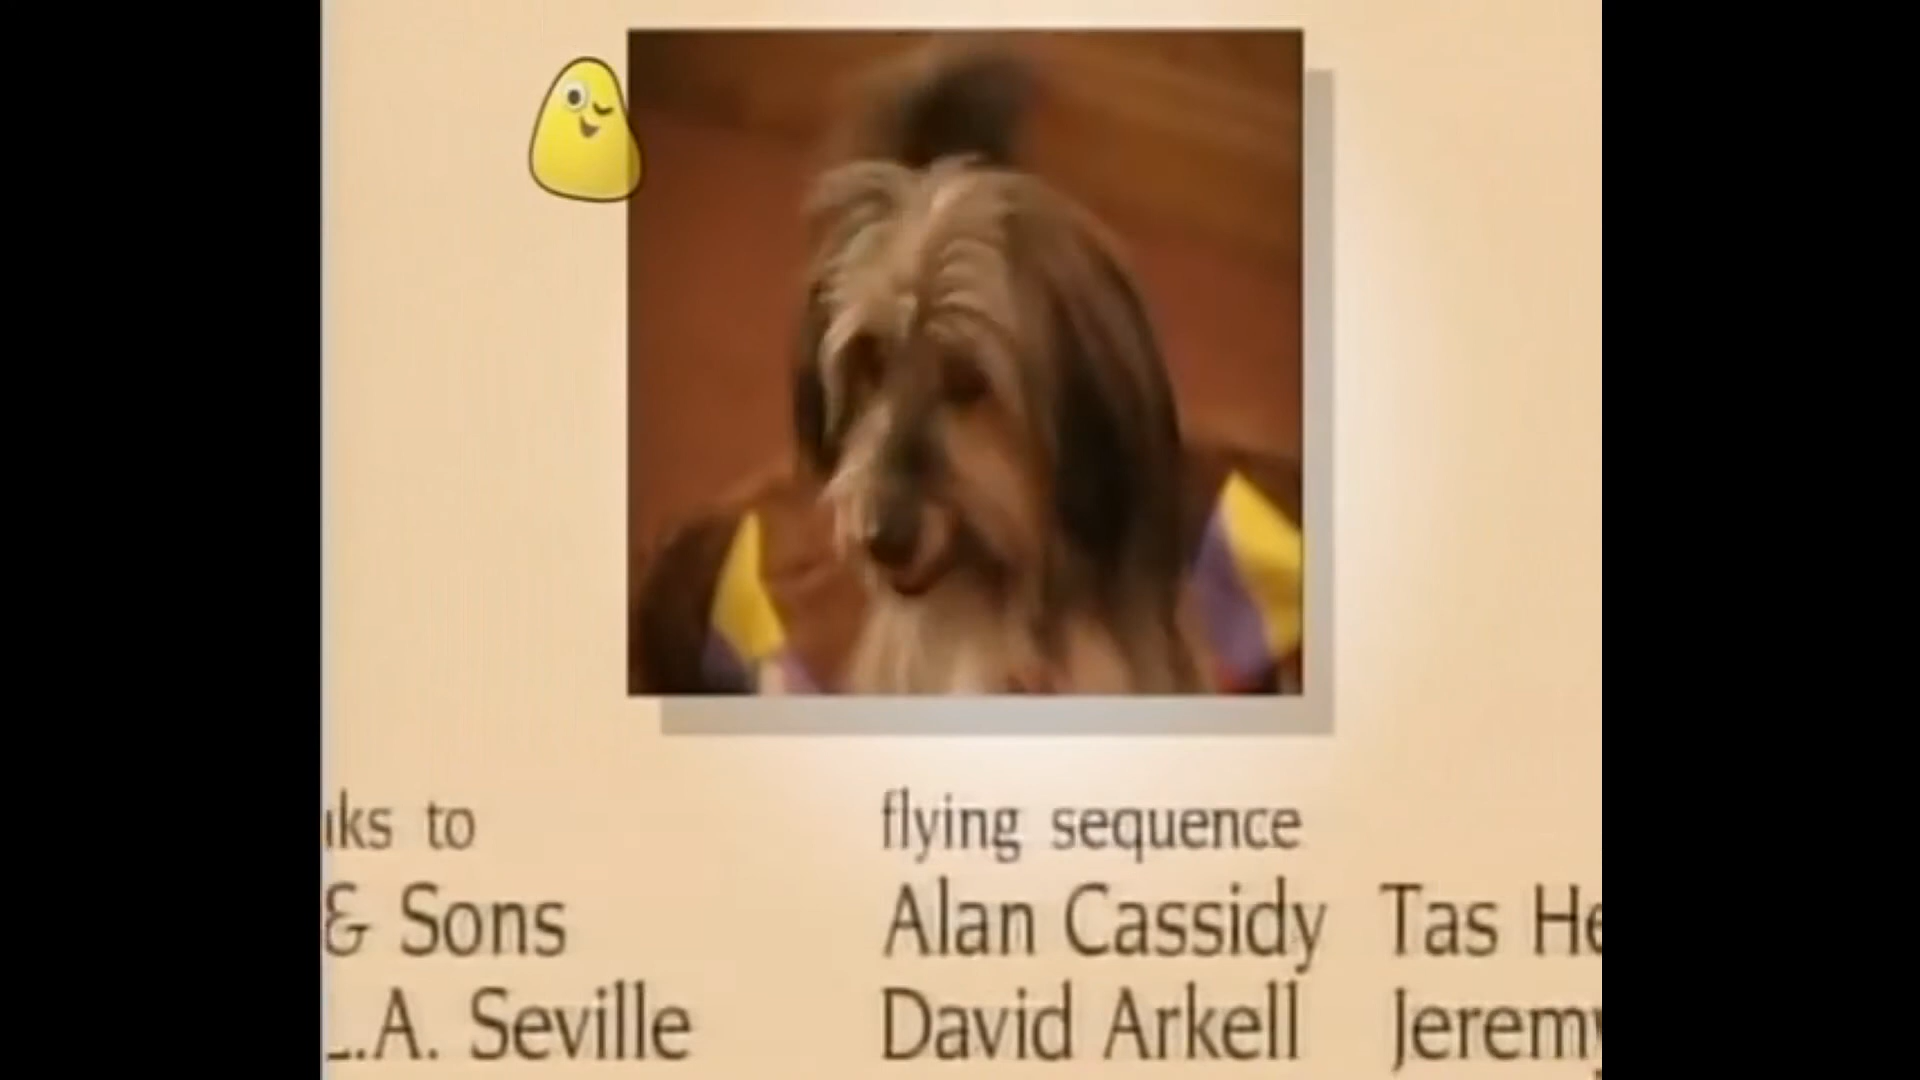 ks to
flying sequence
& Sons
Alan Cassidy Tas He
.A. Seville
David Arkell Jeremy